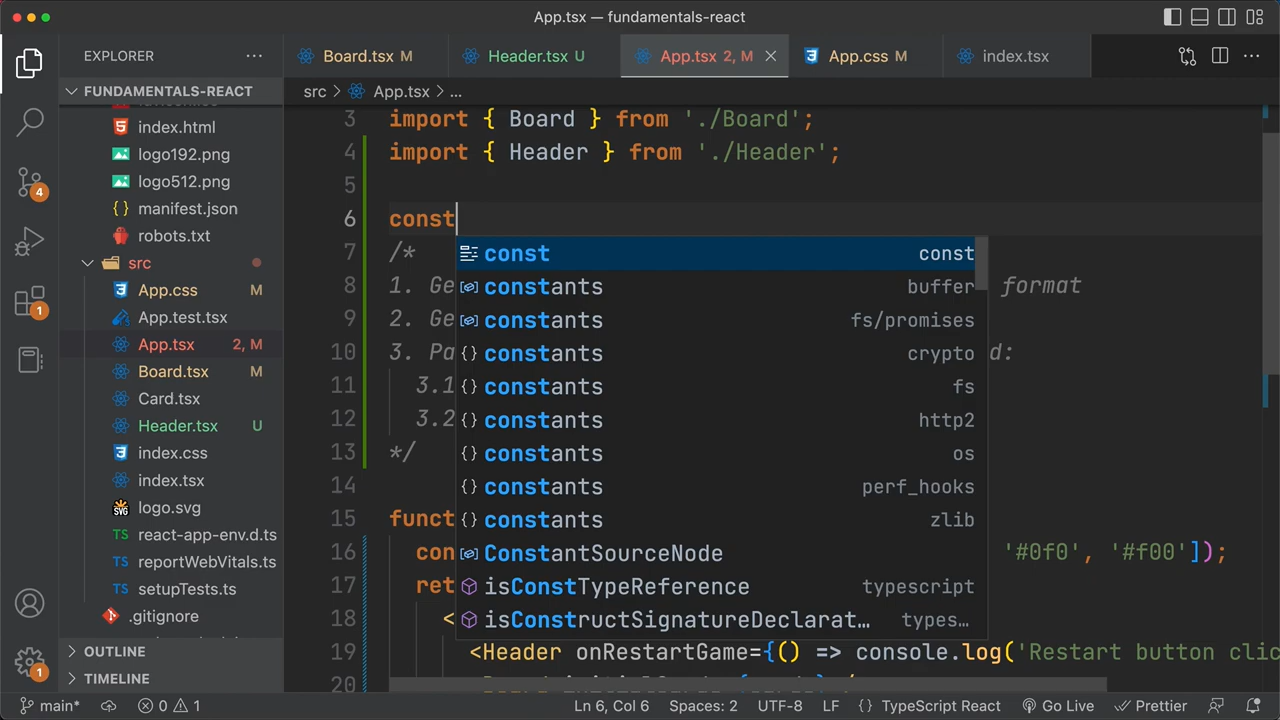 App.tsx — fundamentals-react
EXPLORER
Board.tsx M
Header.tsx U
App.tsx 2, M
App.css M
index.tsx
FUNDAMENTALS-REACT
src > App.tsx > ...
index.html
logo192.png
logo512.png
manifest.json
robots.txt
src
App.css M
App.test.tsx
App.tsx 2, M
Board.tsx M
Card.tsx
Header.tsx U
index.css
index.tsx
logo.svg
react-app-env.d.ts
reportWebVitals.ts
setupTests.ts
.gitignore
OUTLINE
TIMELINE
4
1
1
3 import { Board } from './Board';
4 import { Header } from './Header';
5
6 const
7 /*
8 1. Ge format
9 2. Ge
10 3. Pa d:
11 3.1
12 3.2
13 */
14
15 funct
16 con '#0f0', '#f00']);
17 ret
18 <
19 <Header onRestartGame={() => console.log('Restart button clic
20
const const
constants buffer
constants fs/promises
constants crypto
constants fs
constants http2
constants os
constants perf_hooks
constants zlib
ConstantSourceNode
isConstTypeReference typescript
isConstructSignatureDeclarat… types…
main* 0 1 Ln 6, Col 6 Spaces: 2 UTF-8 LF {} TypeScript React Go Live Prettier